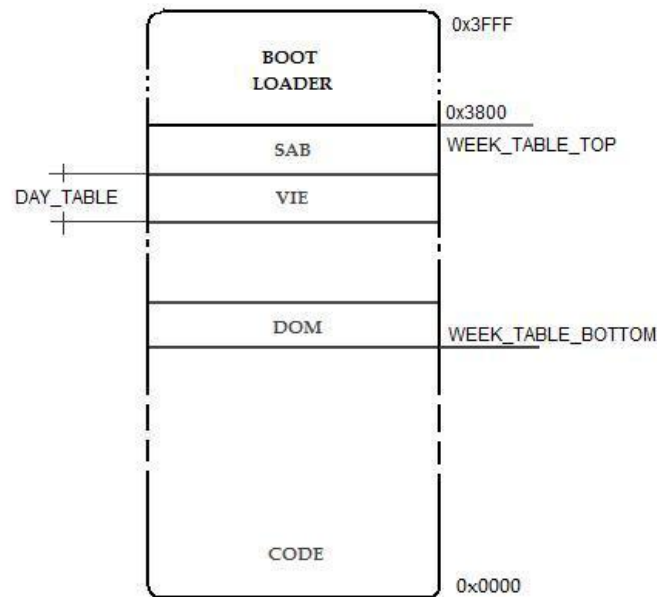 0x3FFF
BOOT
LOADER
0x3800
SAB
WEEK_TABLE_TOP
DAY_TABLE
VIE
DOM
WEEK_TABLE_BOTTOM
CODE
0x0000